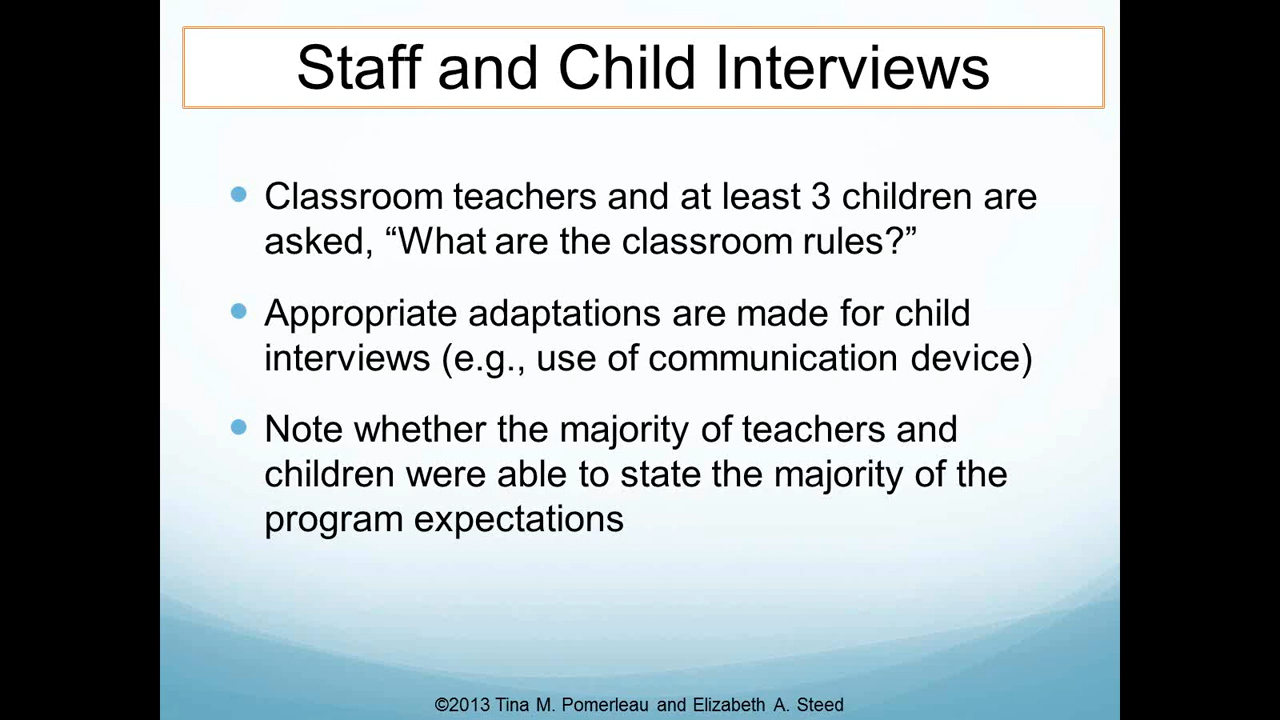 Staff and Child Interviews
Classroom teachers and at least 3 children are
asked, “What are the classroom rules?”
Appropriate adaptations are made for child
interviews (e.g., use of communication device)
Note whether the majority of teachers and
children were able to state the majority of the
program expectations
©2013 Tina M. Pomerleau and Elizabeth A. Steed